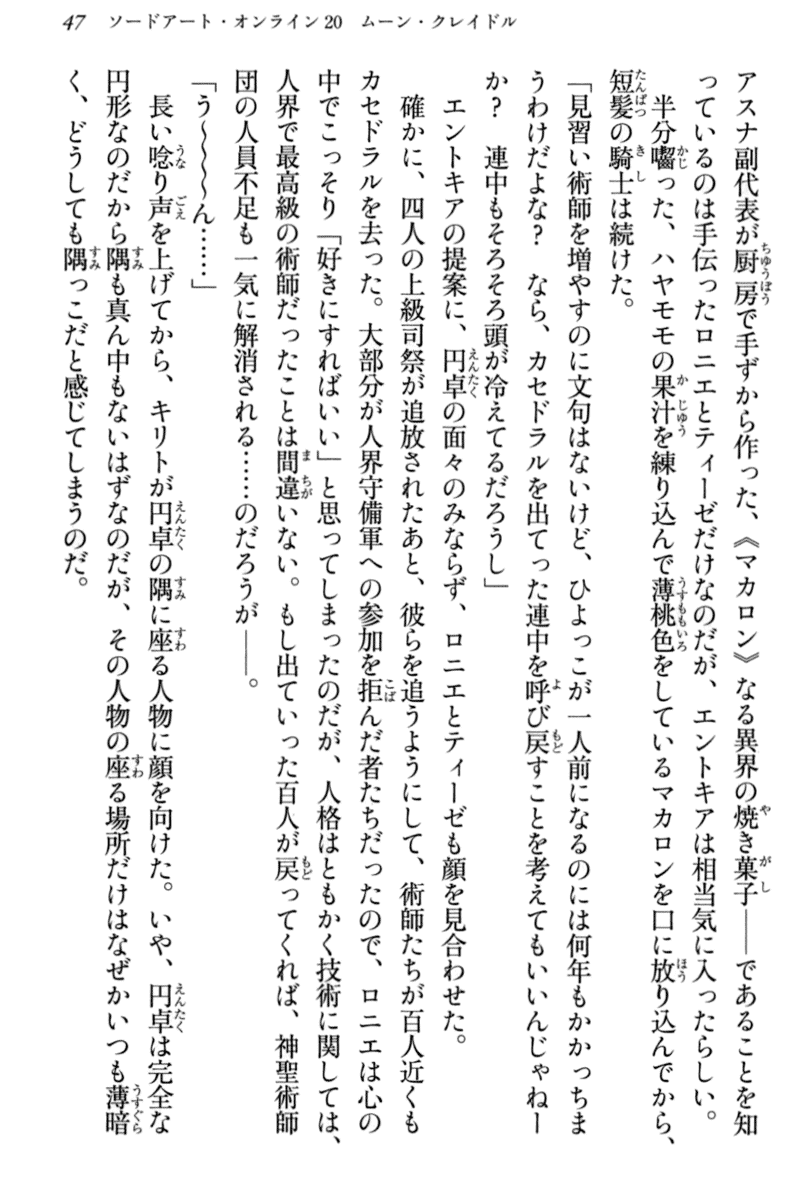 47　ソードアート・オンライン20　ムーン・クレイドル
アスナ副代表が厨房で手ずから作った、《マカロン》なる異界の焼き菓子――であることを知
っているのは手伝ったロニエとティーゼだけなのだが、エントキアは相当気に入ったらしい。
　半分囓った、ハヤモモの果汁を練り込んで薄桃色をしているマカロンを口に放り込んでから、
短髪の騎士は続けた。
「見習い術師を増やすのに文句はないけど、ひよっこが一人前になるのには何年もかかっちま
うわけだよな？　なら、カセドラルを出てった連中を呼び戻すことを考えてもいいんじゃねー
か？　連中もそろそろ頭が冷えてるだろうし」
　エントキアの提案に、円卓の面々のみならず、ロニエとティーゼも顔を見合わせた。
　確かに、四人の上級司祭が追放されたあと、彼らを追うようにして、術師たちが百人近くも
カセドラルを去った。大部分が人界守備軍への参加を拒んだ者たちだったので、ロニエは心の
中でこっそり「好きにすればいい」と思ってしまったのだが、人格はともかく技術に関しては、
人界で最高級の術師だったことは間違いない。もし出ていった百人が戻ってくれば、神聖術師
団の人員不足も一気に解消される……のだろうが――。
「う～～～～ん……」
　長い唸り声を上げてから、キリトが円卓の隅に座る人物に顔を向けた。いや、円卓は完全な
円形なのだから隅も真ん中もないはずなのだが、その人物の座る場所だけはなぜかいつも薄暗
く、どうしても隅っこだと感じてしまうのだ。